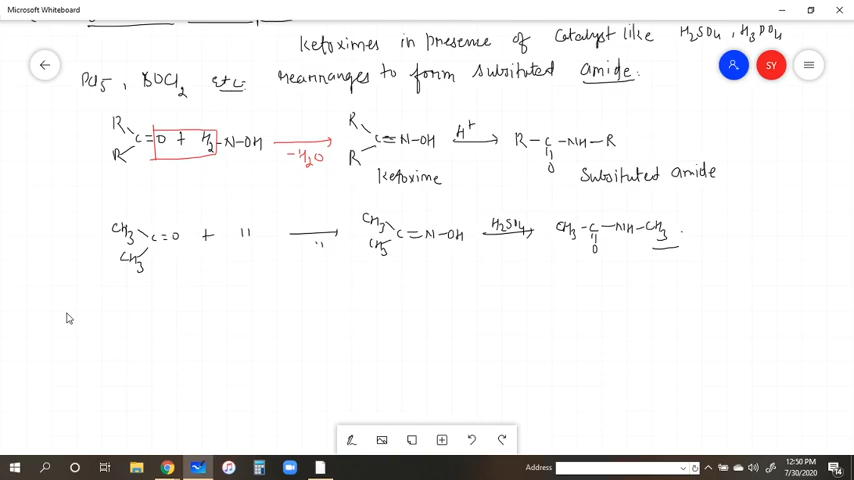 Microsoft Whiteboard
SY
Ketoximes in presence of Catalyst like H2SO4, H3PO4
PCl5, SOCl2 etc. rearranges to form substituted amide.
R
R
C=O + H2-N-OH
-H2O
R
R
C=N-OH
H+
R-C-NH-R
O
Ketoxime
Substituted amide
CH3
CH3
C=O + "
"
CH3
CH3
C=N-OH
H2SO4
CH3-C-NH-CH3
O
Address
12:50 PM
7/30/2020
14